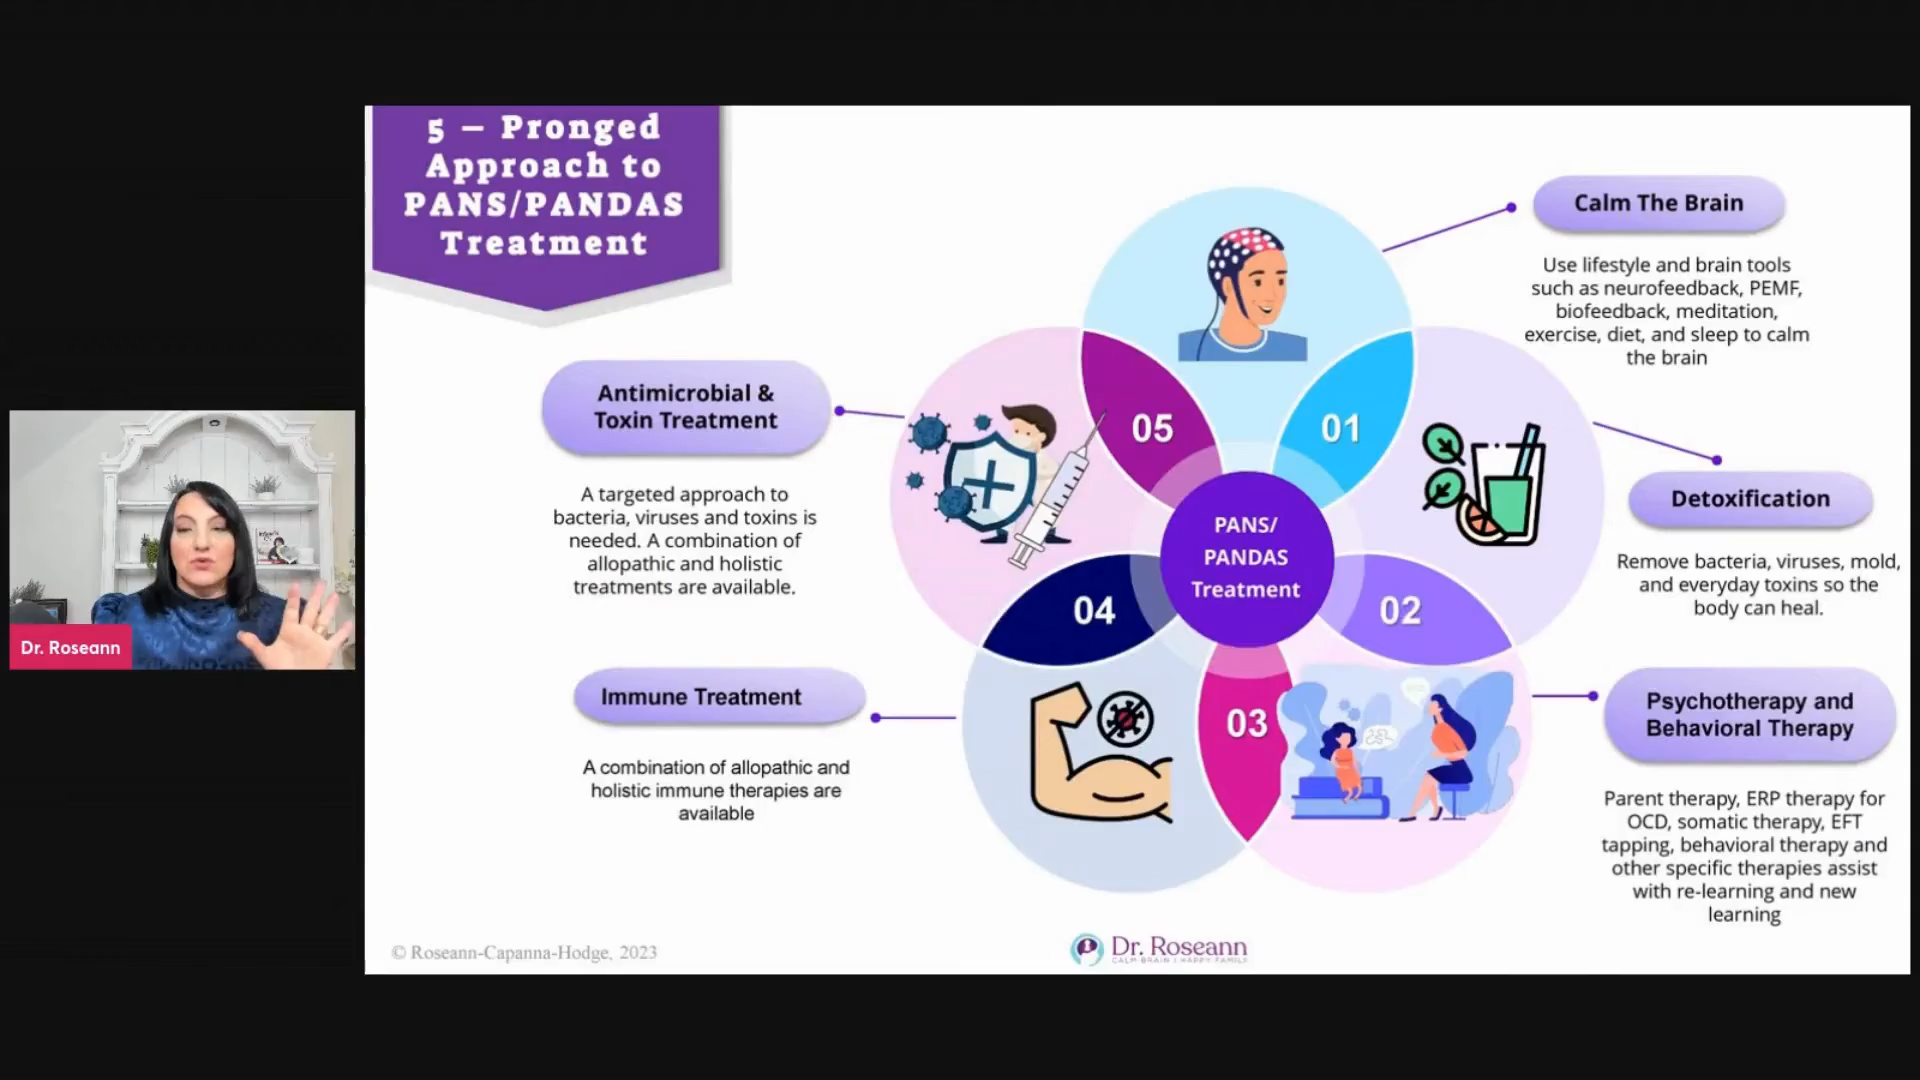 5 – Pronged
Approach to
PANS/PANDAS
Treatment
Calm The Brain
Use lifestyle and brain tools
such as neurofeedback, PEMF,
biofeedback, meditation,
exercise, diet, and sleep to calm
the brain
Antimicrobial &
Toxin Treatment
A targeted approach to
bacteria, viruses and toxins is
needed. A combination of
allopathic and holistic
treatments are available.
05
01
Detoxification
Remove bacteria, viruses, mold,
and everyday toxins so the
body can heal.
PANS/
PANDAS
Treatment
04
02
03
Dr. Roseann
Immune Treatment
A combination of allopathic and
holistic immune therapies are
available
Psychotherapy and
Behavioral Therapy
Parent therapy, ERP therapy for
OCD, somatic therapy, EFT
tapping, behavioral therapy and
other specific therapies assist
with re-learning and new
learning
© Roseann-Capanna-Hodge, 2023
Dr. Roseann
CALM BRAIN | HAPPY FAMILY